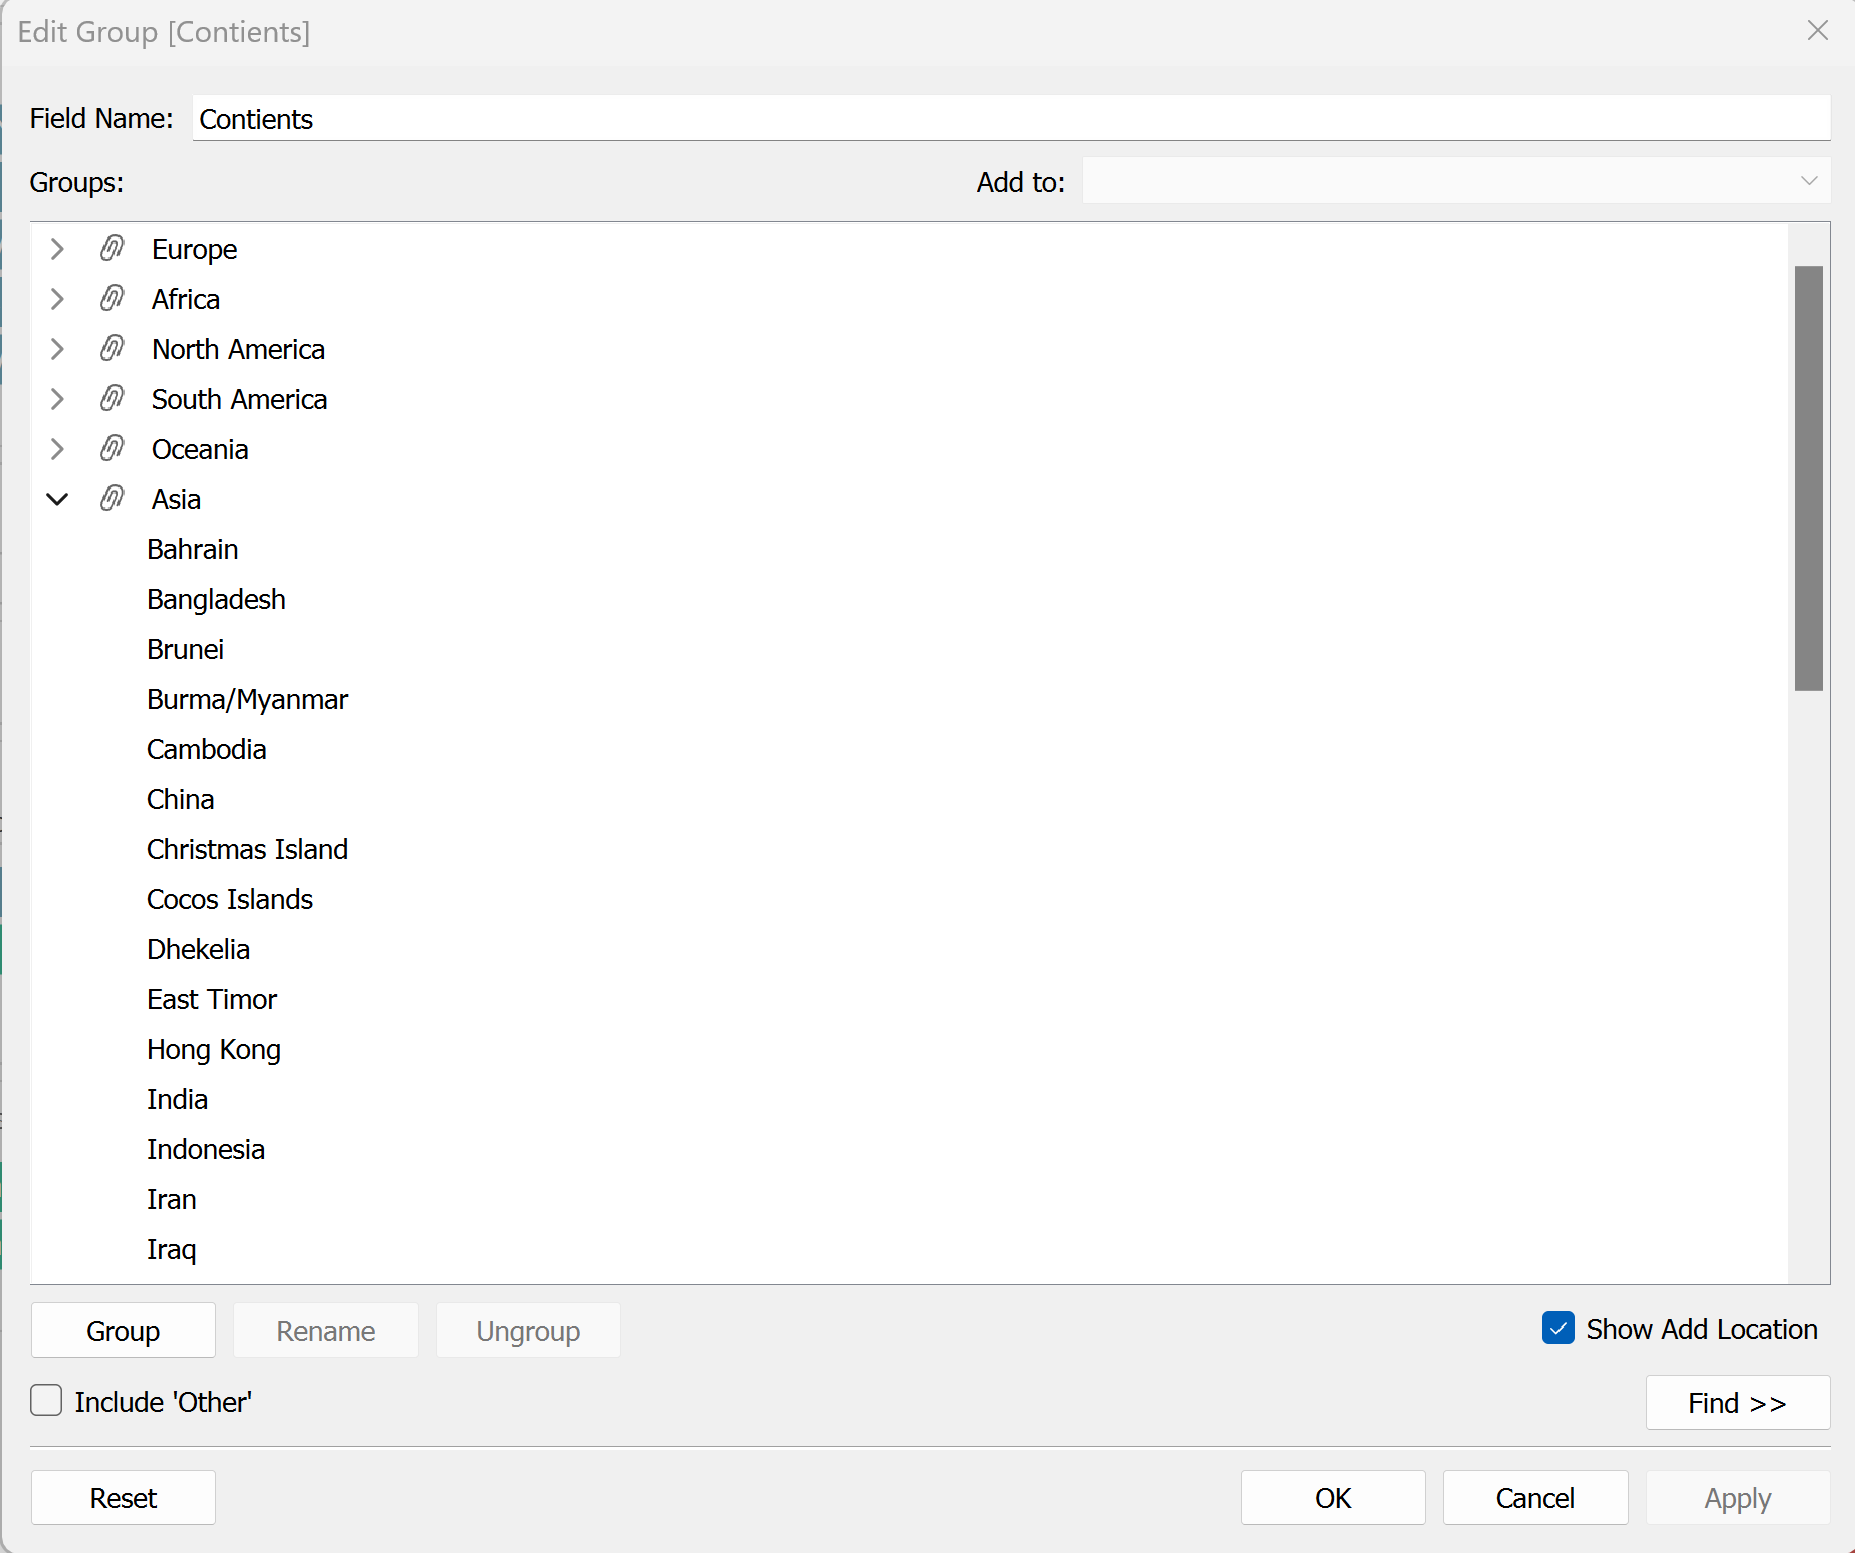 Edit Group [Contients]
Field Name: Contients
Groups: Add to:
Europe
Africa
North America
South America
Oceania
Asia
Bahrain
Bangladesh
Brunei
Burma/Myanmar
Cambodia
China
Christmas Island
Cocos Islands
Dhekelia
East Timor
Hong Kong
India
Indonesia
Iran
Iraq
Group Rename Ungroup Show Add Location
Include 'Other' Find >>
Reset OK Cancel Apply